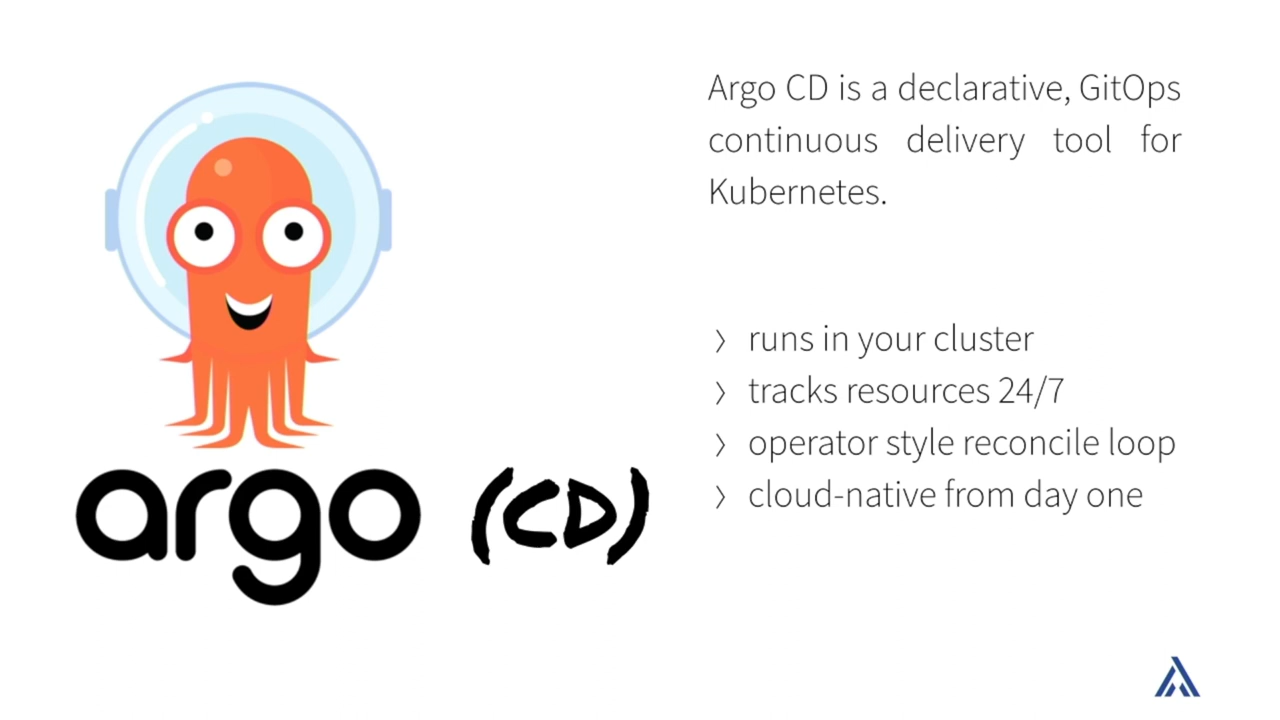 argo (CD)
Argo CD is a declarative, GitOps
continuous delivery tool for
Kubernetes.
runs in your cluster
tracks resources 24/7
operator style reconcile loop
cloud-native from day one